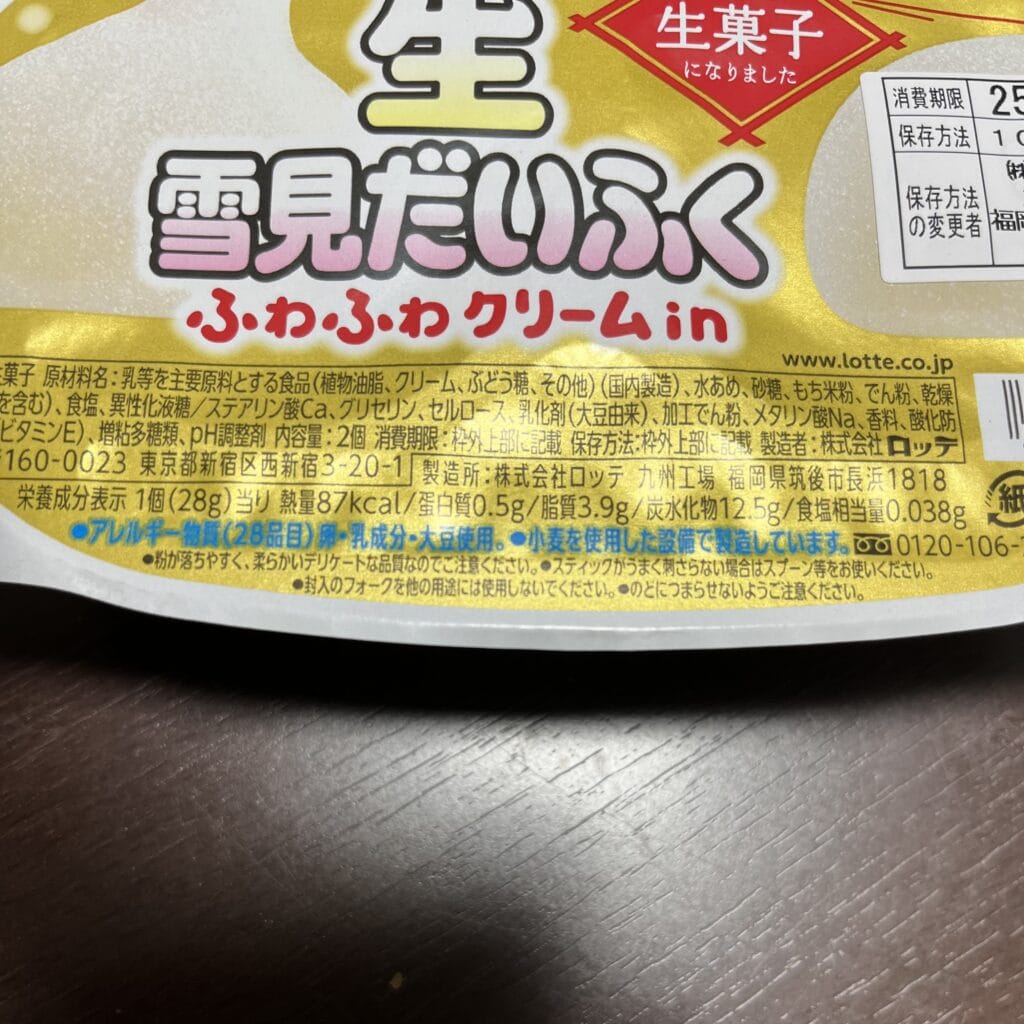 生
生菓子
になりました
雪見だいふく
ふわふわクリームin
消費期限 25
保存方法 10
保存方法
の変更者
福岡
www.lotte.co.jp
菓子 原材料名:乳等を主要原料とする食品(植物油脂、クリーム、ぶどう糖、その他)(国内製造)、水あめ、砂糖、もち米粉、でん粉、乾燥
を含む)、食塩、異性化液糖/ステアリン酸Ca、グリセリン、セルロース、乳化剤(大豆由来)、加工でん粉、メタリン酸Na、香料、酸化防
ビタミンE)、増粘多糖類、pH調整剤 内容量:2個 消費期限:枠外上部に記載 保存方法:枠外上部に記載 製造者:株式会社 ロッテ
〒160-0023 東京都新宿区西新宿3-20-1 製造所:株式会社ロッテ 九州工場 福岡県筑後市長浜1818
栄養成分表示 1個(28g)当り 熱量87kcal/蛋白質0.5g/脂質3.9g/炭水化物12.5g/食塩相当量0.038g
紙
●アレルギー物質(28品目)卵・乳成分・大豆使用。●小麦を使用した設備で製造しています。0120-106-
●粉が落ちやすく、柔らかいデリケートな品質なのでご注意ください。●スティックがうまく刺さらない場合はスプーン等をお使いください。
●封入のフォークを他の用途には使用しないでください。●のどにつまらせないようご注意ください。